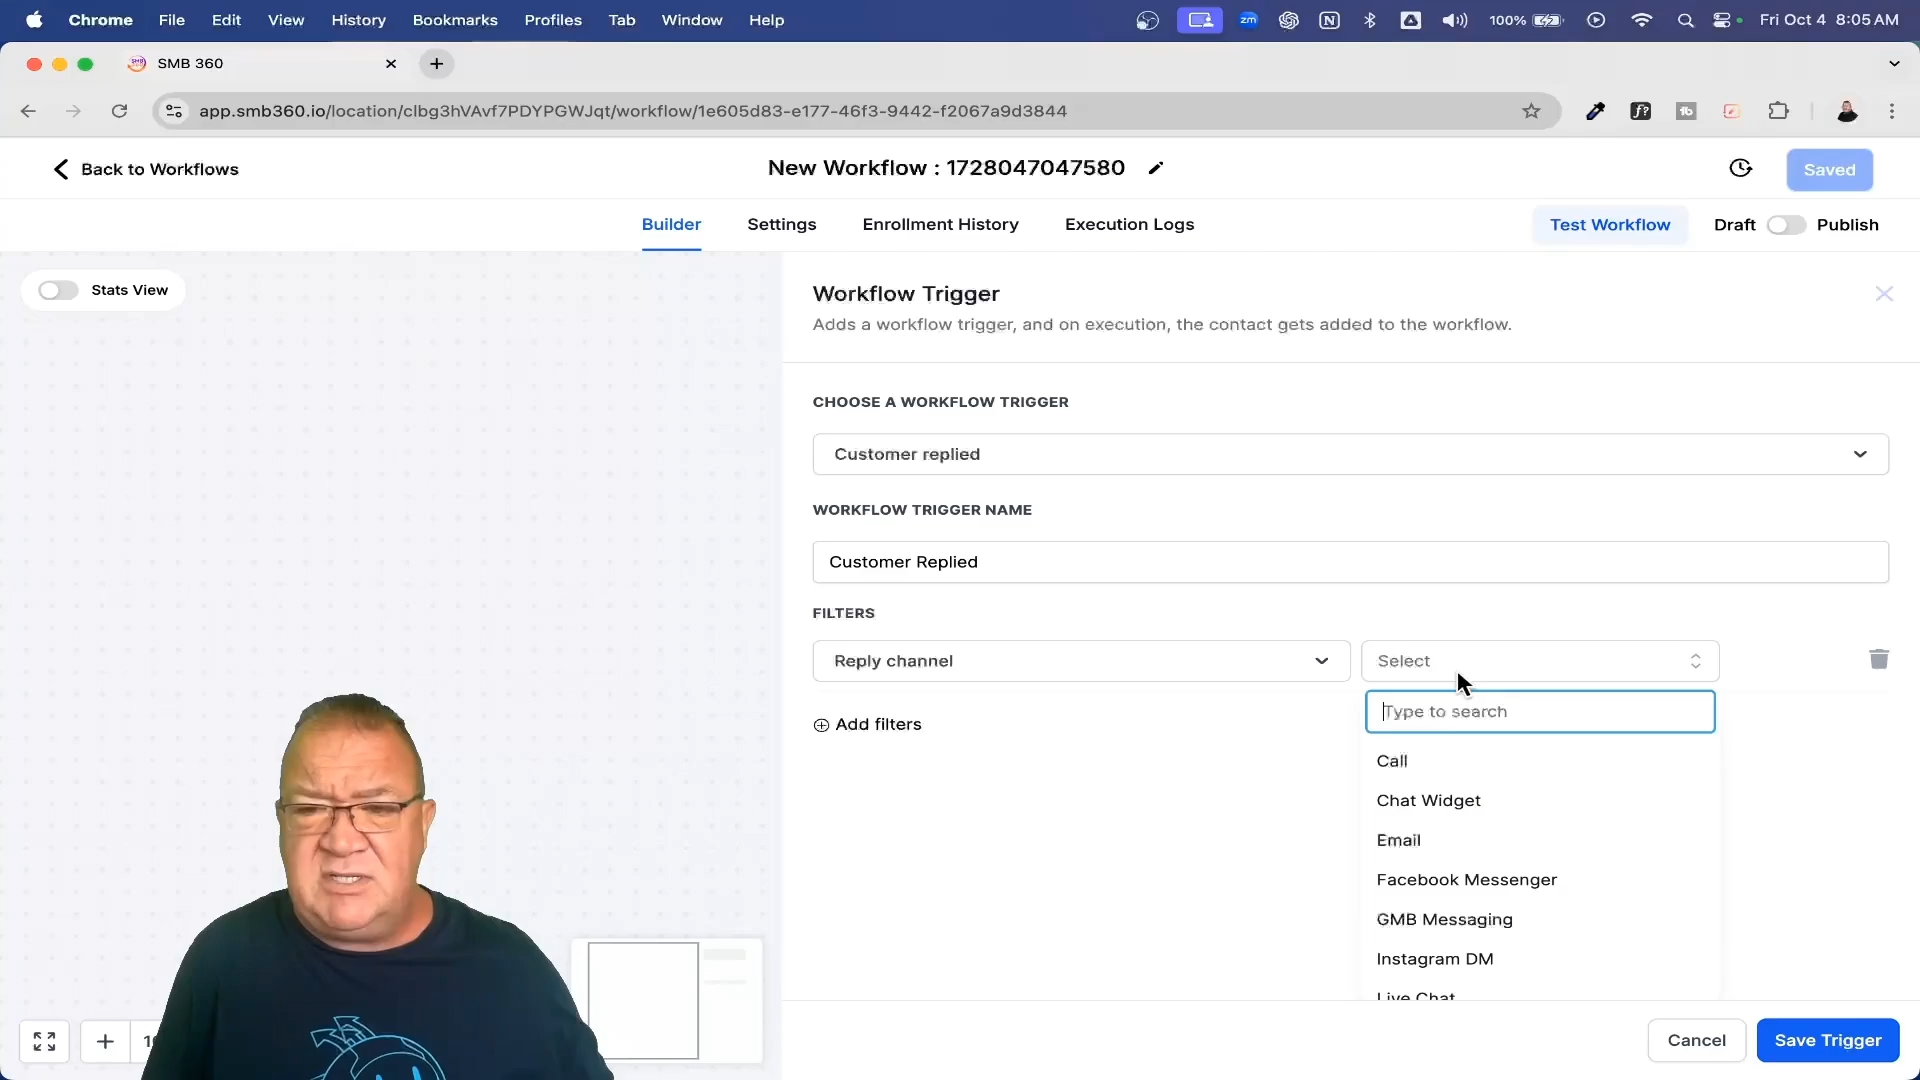 Chrome File Edit View History Bookmarks Profiles Tab Window Help zm 100% Fri Oct 4 8:05 AM
SMB 360
app.smb360.io/location/clbg3hVAvf7PDYPGWJqt/workflow/1e605d83-e177-46f3-9442-f2067a9d3844 f? tb
Back to Workflows New Workflow : 1728047047580 Saved
Builder Settings Enrollment History Execution Logs Test Workflow Draft Publish
Stats View
Workflow Trigger
Adds a workflow trigger, and on execution, the contact gets added to the workflow.
CHOOSE A WORKFLOW TRIGGER
Customer replied
WORKFLOW TRIGGER NAME
Customer Replied
FILTERS
Reply channel Select
Type to search
Add filters
Call
Chat Widget
Email
Facebook Messenger
GMB Messaging
Instagram DM
Live Chat
Cancel Save Trigger